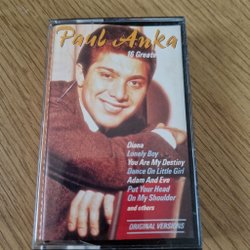 Paul Anka
16 Greatest
Diana
Lonely Boy
You Are My Destiny
Dance On Little Girl
Adam And Eve
Put Your Head
On My Shoulder
and others
ORIGINAL VERSIONS